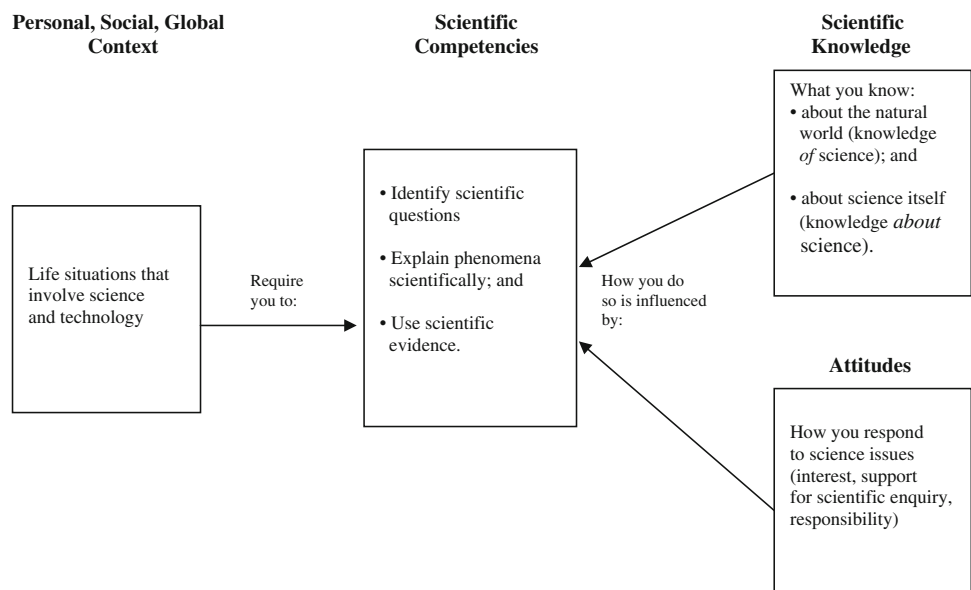 Personal, Social, Global
Context
Life situations that
involve science
and technology
Require
you to:
Scientific
Competencies
• Identify scientific
questions
• Explain phenomena
scientifically; and
• Use scientific
evidence.
How you do
so is influenced
by:
Scientific
Knowledge
What you know:
• about the natural
world (knowledge
of science); and
• about science itself
(knowledge about
science).
Attitudes
How you respond
to science issues
(interest, support
for scientific enquiry,
responsibility)